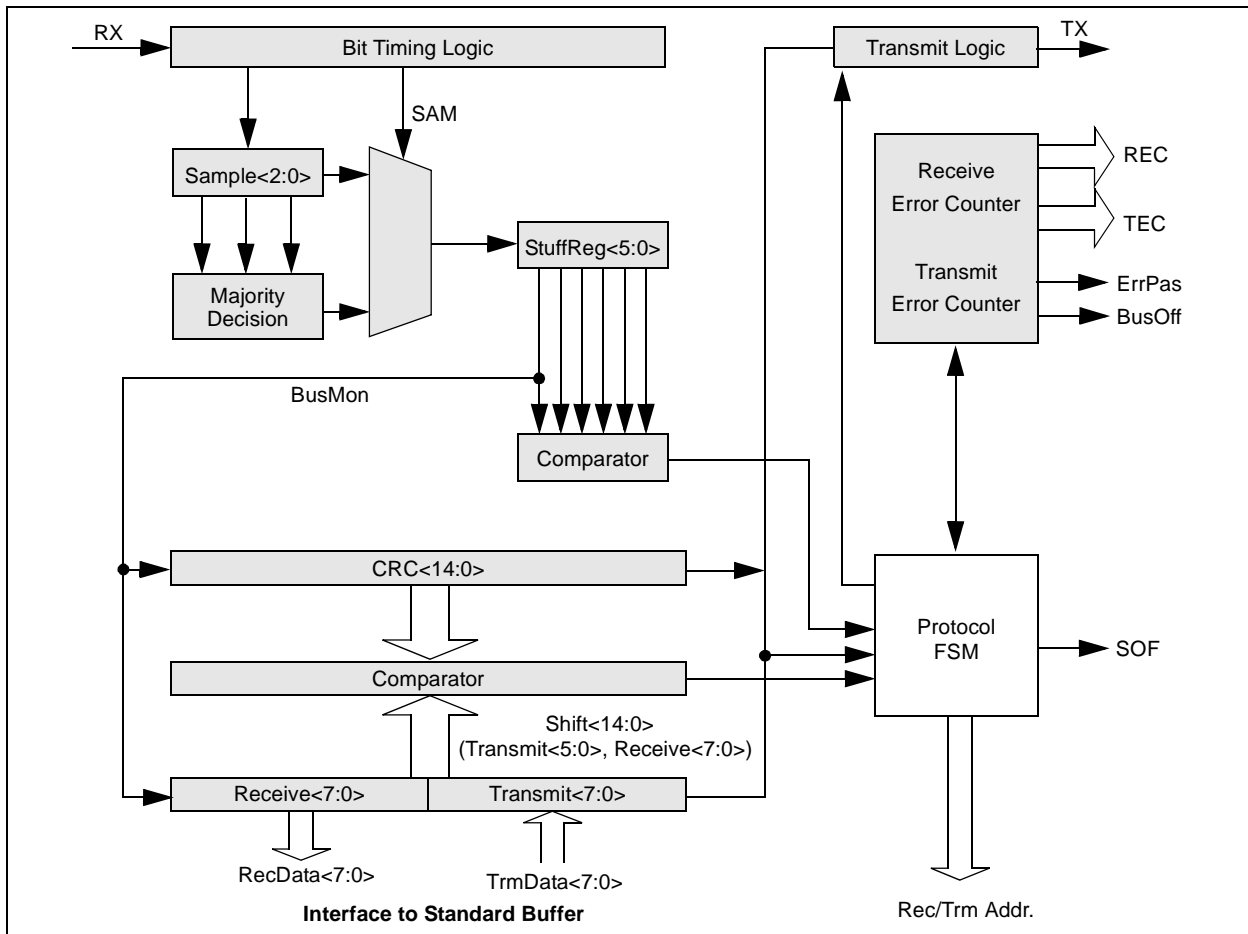 RX
Bit Timing Logic
Transmit Logic
TX
SAM
Sample<2:0>
Receive
Error Counter
REC
TEC
StuffReg<5:0>
Majority
Decision
Transmit
Error Counter
ErrPas
BusOff
BusMon
Comparator
CRC<14:0>
Protocol
FSM
SOF
Comparator
Shift<14:0>
(Transmit<5:0>, Receive<7:0>)
Receive<7:0>
Transmit<7:0>
RecData<7:0>
TrmData<7:0>
Interface to Standard Buffer
Rec/Trm Addr.